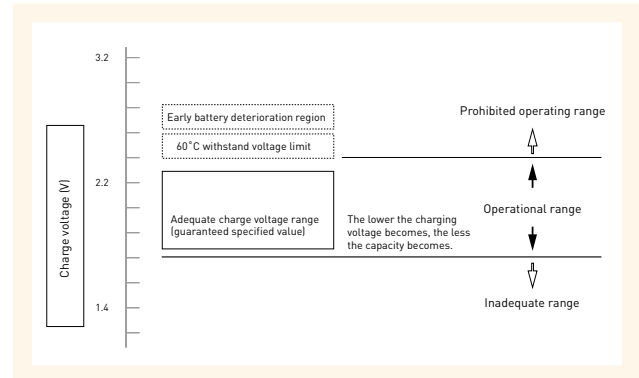 Charge voltage (V)
3.2
2.2
1.4
Early battery deterioration region
60˚C withstand voltage limit
Adequate charge voltage range
(guaranteed specified value)
The lower the charging
voltage becomes, the less
the capacity becomes.
Prohibited operating range
Operational range
Inadequate range